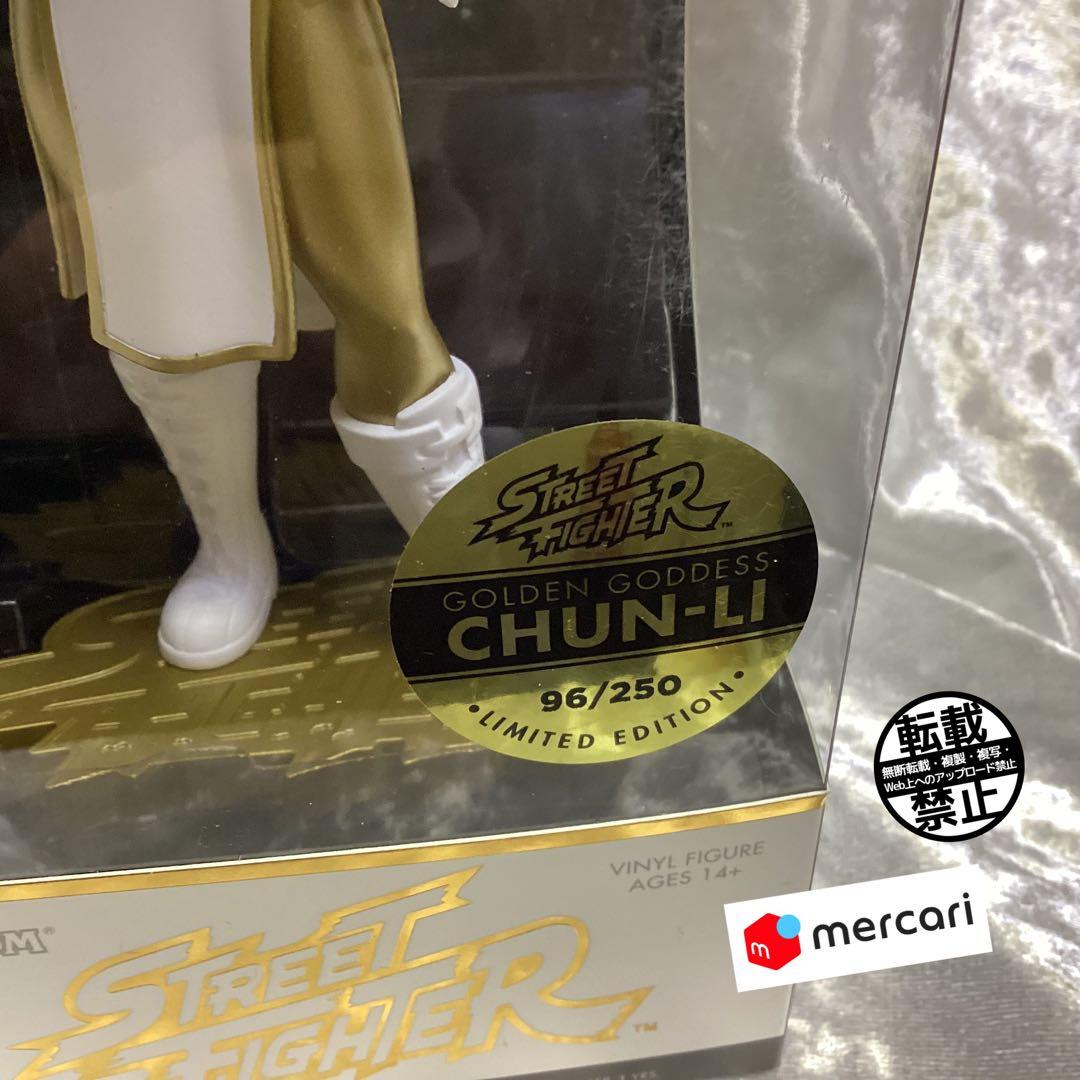 STREET
FIGHTER™
GOLDEN GODDESS
CHUN-LI
96/250
•LIMITED EDITION•
転載
無断転載・複製・複写・
Web上へのアップロード禁止
禁止
VINYL FIGURE
AGES 14+
mercari
STREET
FIGHTER™